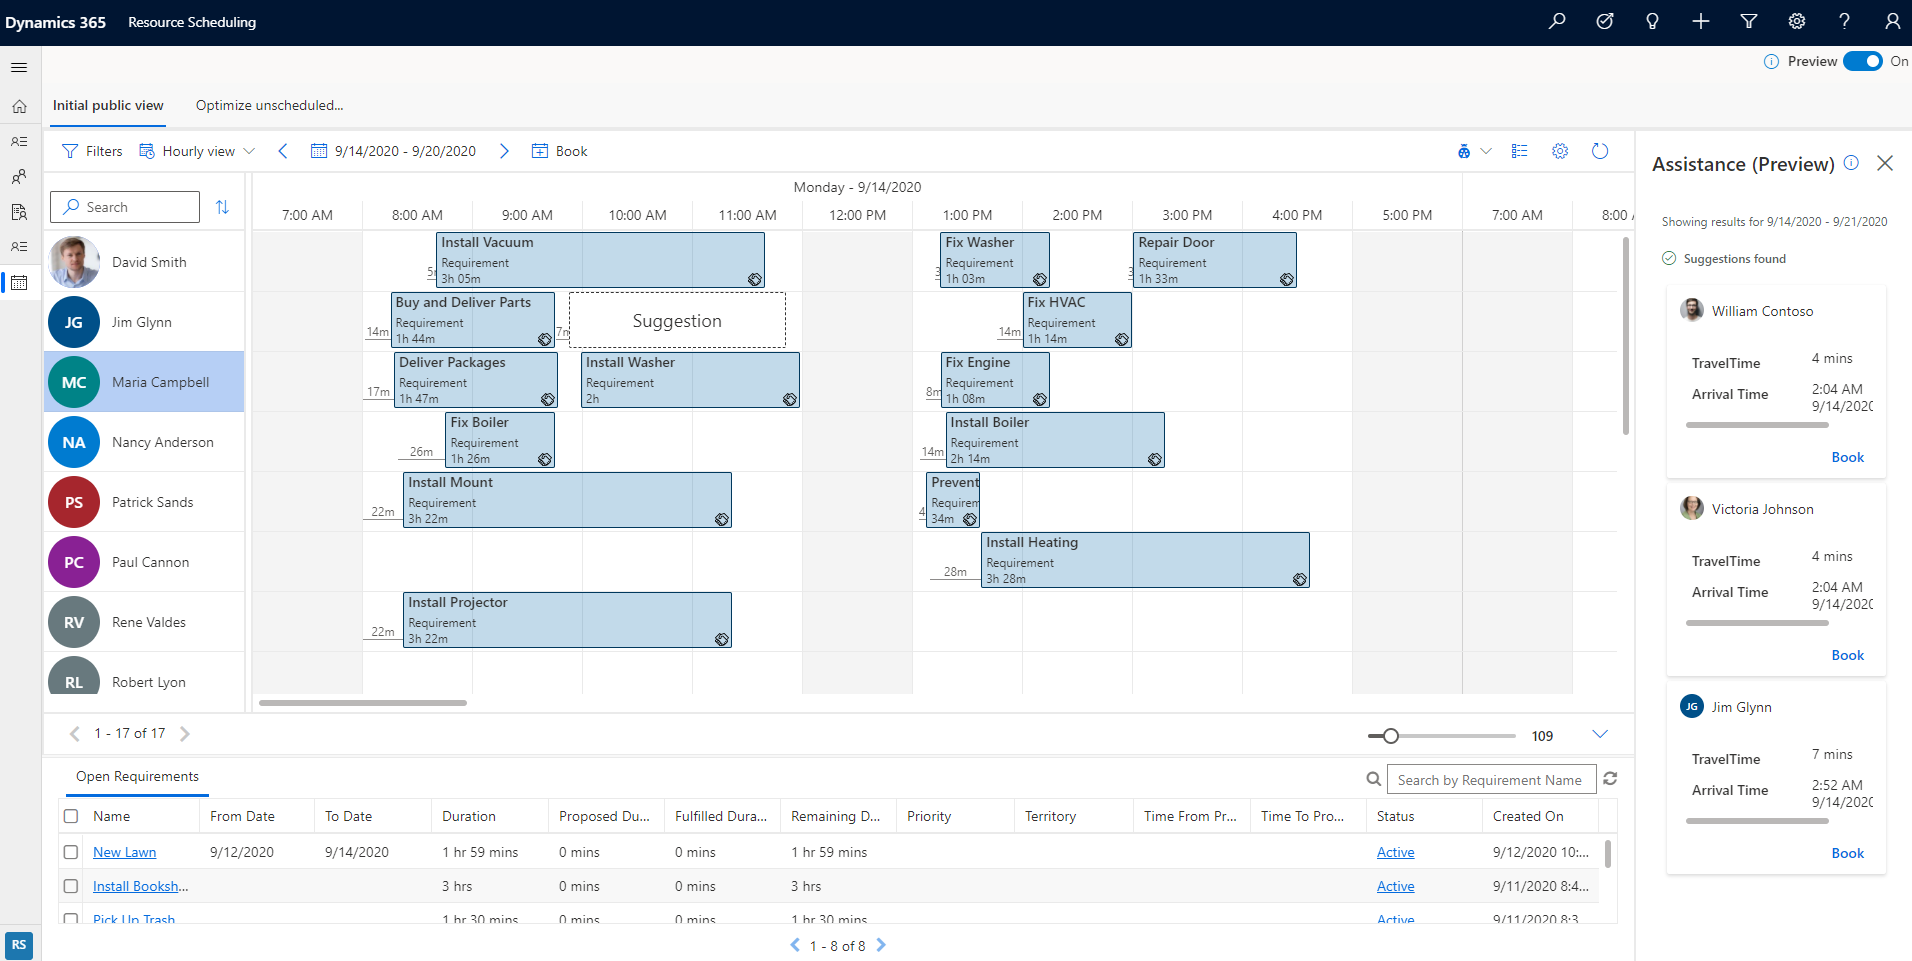 Dynamics 365 Resource Scheduling
Preview On
Initial public view Optimize unscheduled...
Filters Hourly view 9/14/2020 - 9/20/2020 Book
Search
Monday - 9/14/2020
7:00 AM 8:00 AM 9:00 AM 10:00 AM 11:00 AM 12:00 PM 1:00 PM 2:00 PM 3:00 PM 4:00 PM 5:00 PM 7:00 AM 8:00
David Smith
Install Vacuum
Requirement
3h 05m
Fix Washer
Requirement
1h 03m
Repair Door
Requirement
1h 33m
JG Jim Glynn
14m
Buy and Deliver Parts
Requirement
1h 44m
7m
Suggestion
14m
Fix HVAC
Requirement
1h 14m
MC Maria Campbell
17m
Deliver Packages
Requirement
1h 47m
Install Washer
Requirement
2h
8m
Fix Engine
Requirement
1h 08m
NA Nancy Anderson
26m
Fix Boiler
Requirement
1h 26m
14m
Install Boiler
Requirement
2h 14m
PS Patrick Sands
22m
Install Mount
Requirement
3h 22m
4
Prevent
Requirem
34m
PC Paul Cannon
28m
Install Heating
Requirement
3h 28m
RV Rene Valdes
22m
Install Projector
Requirement
3h 22m
RL Robert Lyon
1 - 17 of 17
109
Open Requirements
Search by Requirement Name
Name From Date To Date Duration Proposed Du... Fulfilled Dura... Remaining D... Priority Territory Time From Pr... Time To Pro... Status Created On
New Lawn 9/12/2020 9/14/2020 1 hr 59 mins 0 mins 0 mins 1 hr 59 mins Active 9/12/2020 10:...
Install Booksh... 3 hrs 0 mins 0 mins 3 hrs Active 9/11/2020 8:4...
Pick Up Trash 1 hr 30 mins 0 mins 0 mins 1 hr 30 mins Active 9/11/2020 8:3
1 - 8 of 8
RS
Assistance (Preview)
Showing results for 9/14/2020 - 9/21/2020
Suggestions found
William Contoso
TravelTime 4 mins
Arrival Time 2:04 AM
9/14/2020
Book
Victoria Johnson
TravelTime 4 mins
Arrival Time 2:04 AM
9/14/2020
Book
JG Jim Glynn
TravelTime 7 mins
Arrival Time 2:52 AM
9/14/2020
Book